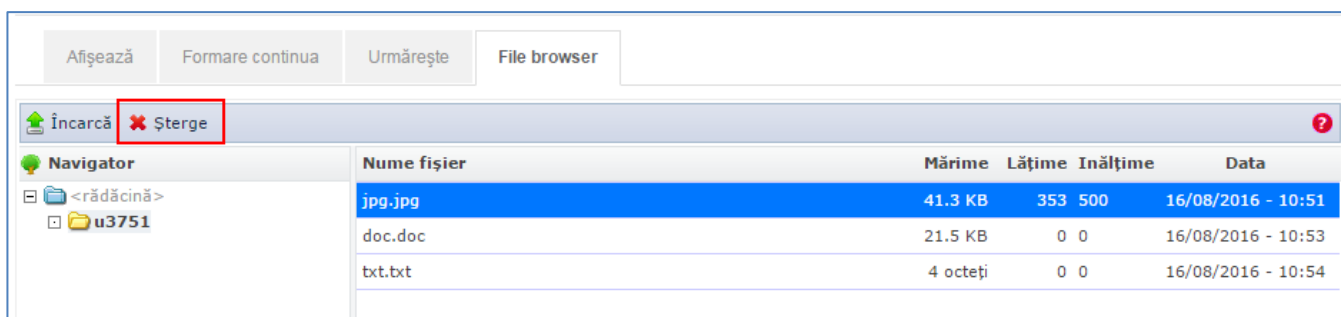 Afişează Formare continua Urmăreşte File browser
Încarcă Şterge
Navigator Nume fişier Mărime Lăţime Inălţime Data
<rădăcină> jpg.jpg 41.3 KB 353 500 16/08/2016 - 10:51
u3751 doc.doc 21.5 KB 0 0 16/08/2016 - 10:53
txt.txt 4 octeţi 0 0 16/08/2016 - 10:54